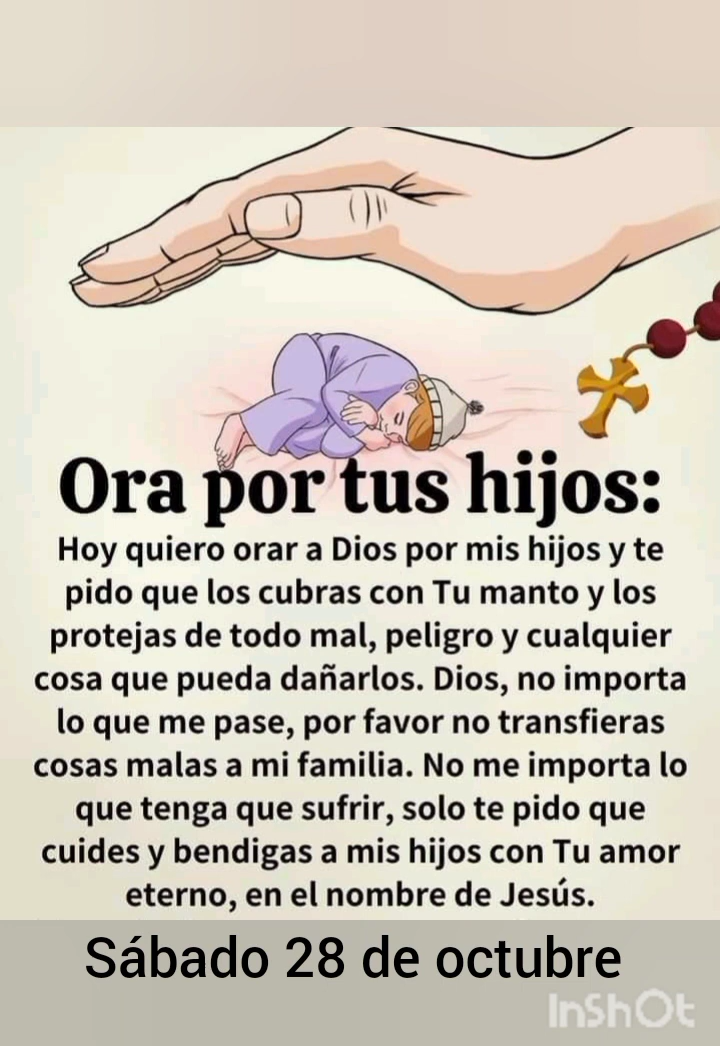 Ora por tus hijos:
Hoy quiero orar a Dios por mis hijos y te
pido que los cubras con Tu manto y los
protejas de todo mal, peligro y cualquier
cosa que pueda dañarlos. Dios, no importa
lo que me pase, por favor no transfieras
cosas malas a mi familia. No me importa lo
que tenga que sufrir, solo te pido que
cuides y bendigas a mis hijos con Tu amor
eterno, en el nombre de Jesús.
Sábado 28 de octubre
InShOt